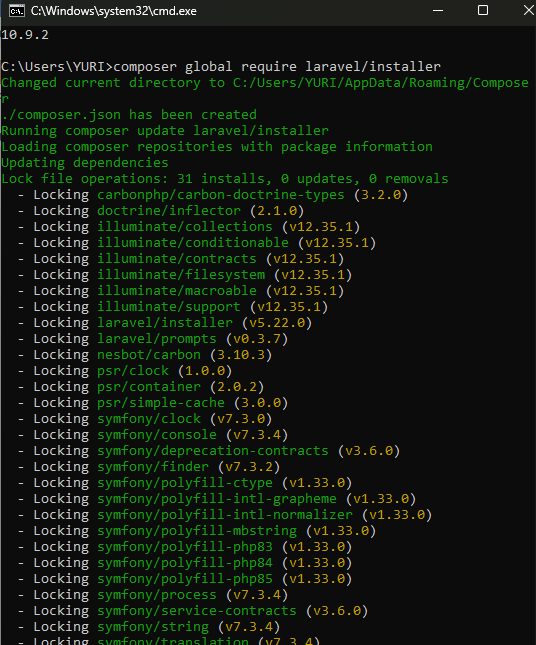 C:\Windows\system32\cmd.exe
10.9.2
C:\Users\YURI>composer global require laravel/installer
Changed current directory to C:/Users/YURI/AppData/Roaming/Compose
r
./composer.json has been created
Running composer update laravel/installer
Loading composer repositories with package information
Updating dependencies
Lock file operations: 31 installs, 0 updates, 0 removals
- Locking carbonphp/carbon-doctrine-types (3.2.0)
- Locking doctrine/inflector (2.1.0)
- Locking illuminate/collections (v12.35.1)
- Locking illuminate/conditionable (v12.35.1)
- Locking illuminate/contracts (v12.35.1)
- Locking illuminate/filesystem (v12.35.1)
- Locking illuminate/macroable (v12.35.1)
- Locking illuminate/support (v12.35.1)
- Locking laravel/installer (v5.22.0)
- Locking laravel/prompts (v0.3.7)
- Locking nesbot/carbon (3.10.3)
- Locking psr/clock (1.0.0)
- Locking psr/container (2.0.2)
- Locking psr/simple-cache (3.0.0)
- Locking symfony/clock (v7.3.0)
- Locking symfony/console (v7.3.4)
- Locking symfony/deprecation-contracts (v3.6.0)
- Locking symfony/finder (v7.3.2)
- Locking symfony/polyfill-ctype (v1.33.0)
- Locking symfony/polyfill-intl-grapheme (v1.33.0)
- Locking symfony/polyfill-intl-normalizer (v1.33.0)
- Locking symfony/polyfill-mbstring (v1.33.0)
- Locking symfony/polyfill-php83 (v1.33.0)
- Locking symfony/polyfill-php84 (v1.33.0)
- Locking symfony/polyfill-php85 (v1.33.0)
- Locking symfony/process (v7.3.4)
- Locking symfony/service-contracts (v3.6.0)
- Locking symfony/string (v7.3.4)
- Locking symfony/translation (v7.3.4)